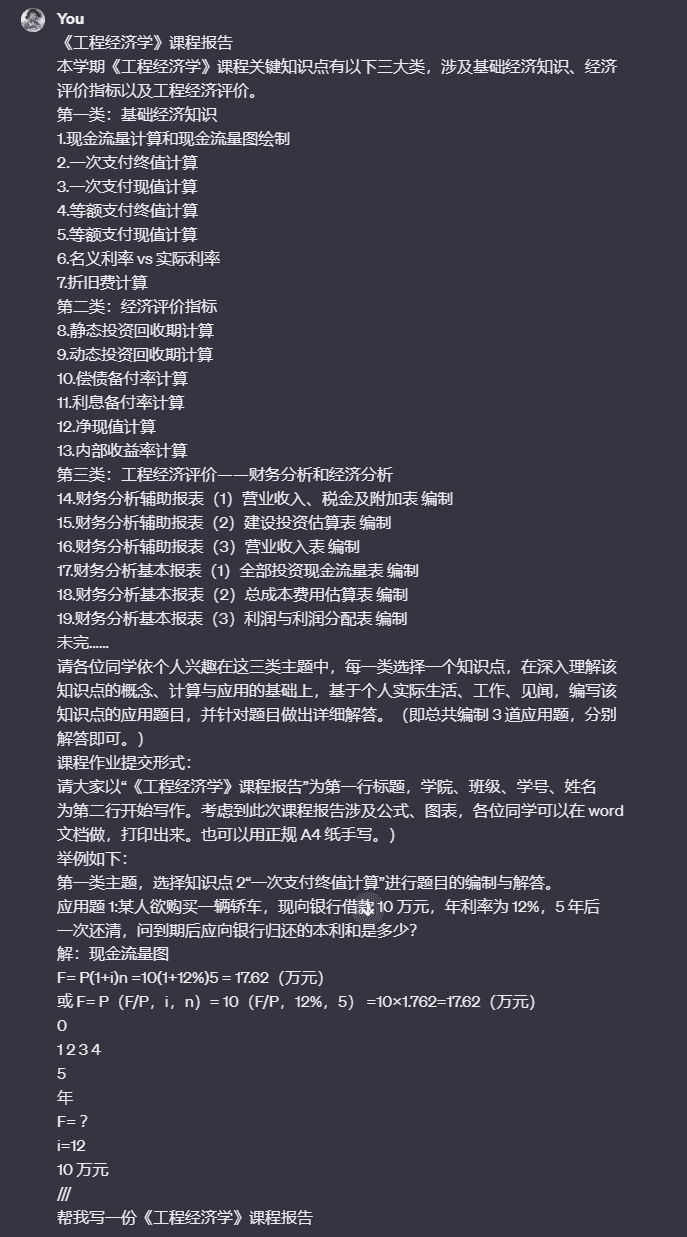 You
《工程经济学》课程报告
本学期《工程经济学》课程关键知识点有以下三大类，涉及基础经济知识、经济
评价指标以及工程经济评价。
第一类：基础经济知识
1.现金流量计算和现金流量图绘制
2.一次支付终值计算
3.一次支付现值计算
4.等额支付终值计算
5.等额支付现值计算
6.名义利率 vs 实际利率
7.折旧费计算
第二类：经济评价指标
8.静态投资回收期计算
9.动态投资回收期计算
10.偿债备付率计算
11.利息备付率计算
12.净现值计算
13.内部收益率计算
第三类：工程经济评价——财务分析和经济分析
14.财务分析辅助报表（1）营业收入、税金及附加表 编制
15.财务分析辅助报表（2）建设投资估算表 编制
16.财务分析辅助报表（3）营业收入表 编制
17.财务分析基本报表（1）全部投资现金流量表 编制
18.财务分析基本报表（2）总成本费用估算表 编制
19.财务分析基本报表（3）利润与利润分配表 编制
未完......
请各位同学依个人兴趣在这三类主题中，每一类选择一个知识点，在深入理解该
知识点的概念、计算与应用的基础上，基于个人实际生活、工作、见闻，编写该
知识点的应用题目，并针对题目做出详细解答。（即总共编制 3 道应用题，分别
解答即可。）
课程作业提交形式：
请大家以“《工程经济学》课程报告”为第一行标题，学院、班级、学号、姓名
为第二行开始写作。考虑到此次课程报告涉及公式、图表，各位同学可以在 word
文档做，打印出来。也可以用正规 A4 纸手写。）
举例如下：
第一类主题，选择知识点 2“一次支付终值计算”进行题目的编制与解答。
应用题 1:某人欲购买一辆轿车，现向银行借款 10 万元，年利率为 12%，5 年后
一次还清，问到期后应向银行归还的本利和是多少？
解：现金流量图
F= P(1+i)n =10(1+12%)5 = 17.62（万元）
或 F= P（F/P，i，n）= 10（F/P，12%，5） =10×1.762=17.62（万元）
0
1 2 3 4
5
年
F=？
i=12
10 万元
///
帮我写一份《工程经济学》课程报告